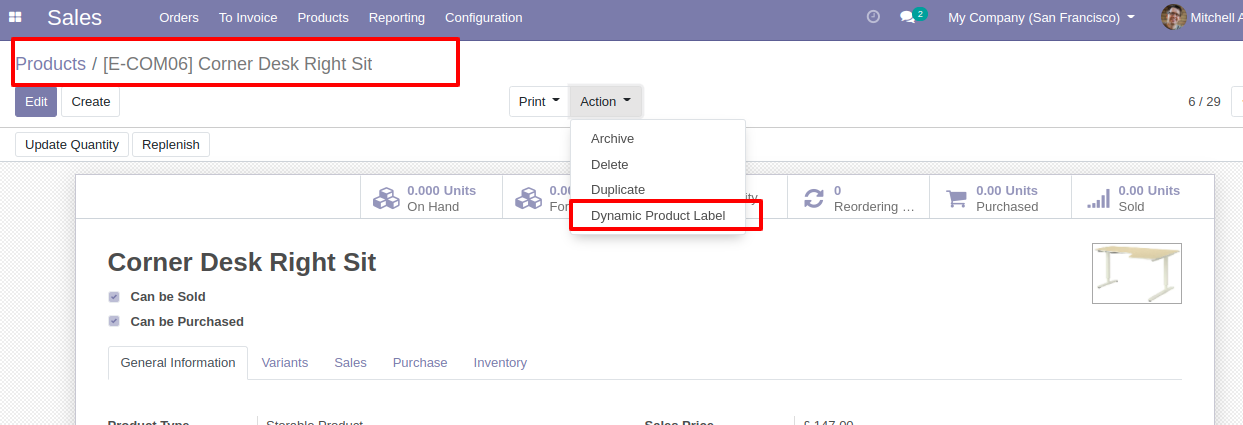 Sales Orders To Invoice Products Reporting Configuration 2 My Company (San Francisco) Mitchell A
Products / [E-COM06] Corner Desk Right Sit
Edit Create Print Action 6 / 29
Archive
Update Quantity Replenish
Delete
Duplicate
Dynamic Product Label
0.000 Units
On Hand
0.00
For
ity
0
Reordering ...
0.00 Units
Purchased
0.00 Units
Sold
Corner Desk Right Sit
Can be Sold
Can be Purchased
General Information Variants Sales Purchase Inventory
Product Type Storable Product Sales Price £ 147.00